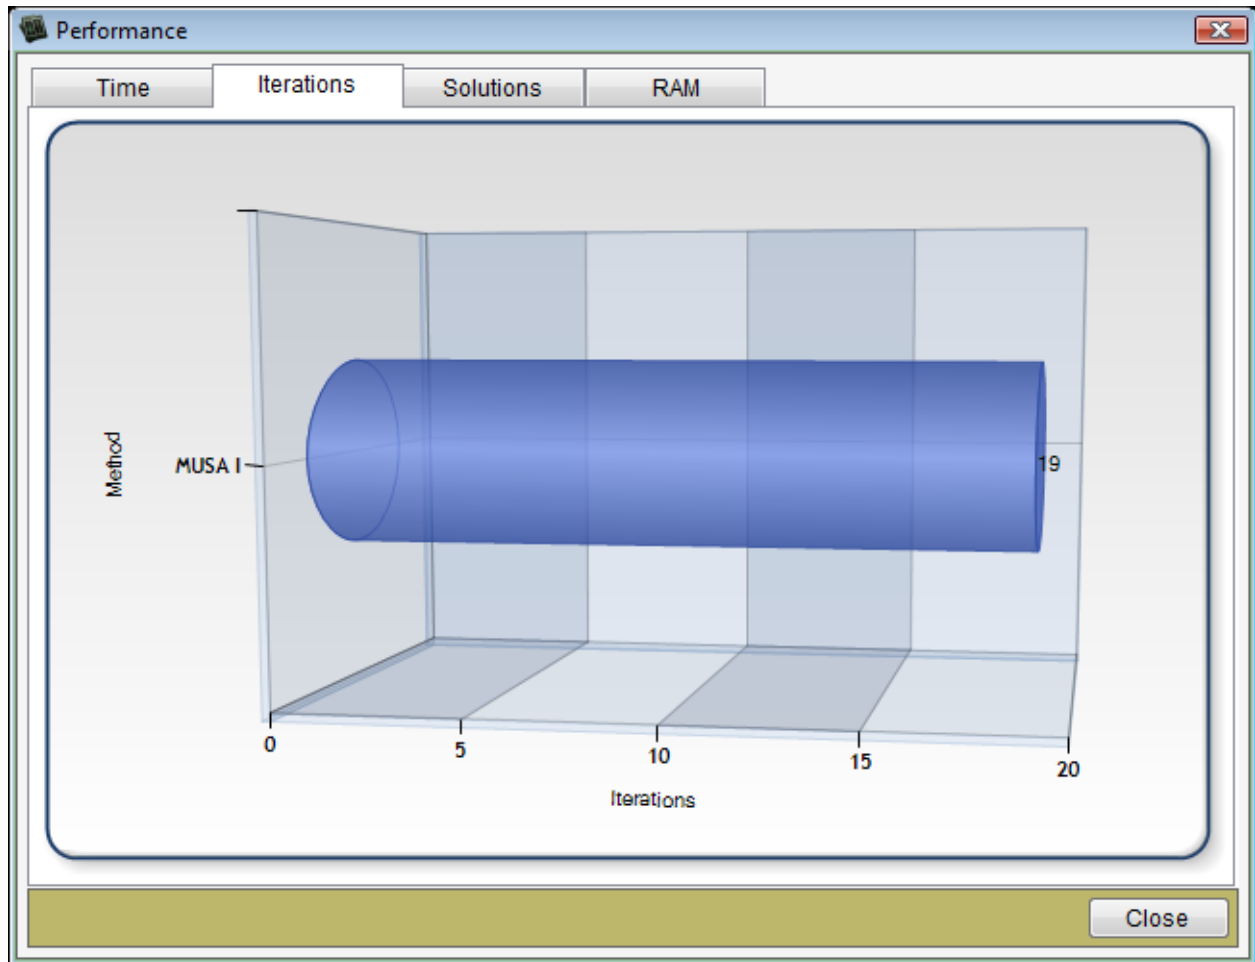 Performance
Time Iterations Solutions RAM
Method
MUSA I
19
0 5 10 15 20
Iterations
Close